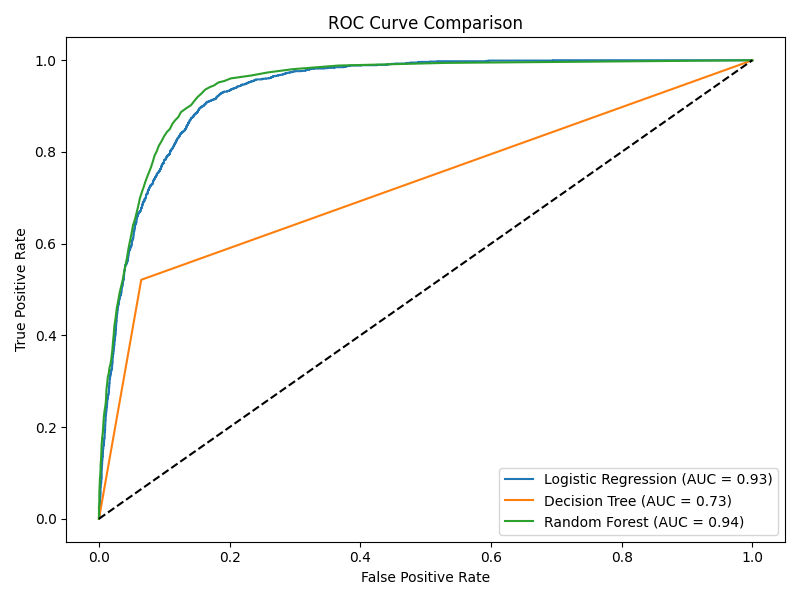 ROC Curve Comparison
True Positive Rate
1.0
0.8
0.6
0.4
0.2
0.0
0.0 0.2 0.4 0.6 0.8 1.0
False Positive Rate
Logistic Regression (AUC = 0.93)
Decision Tree (AUC = 0.73)
Random Forest (AUC = 0.94)